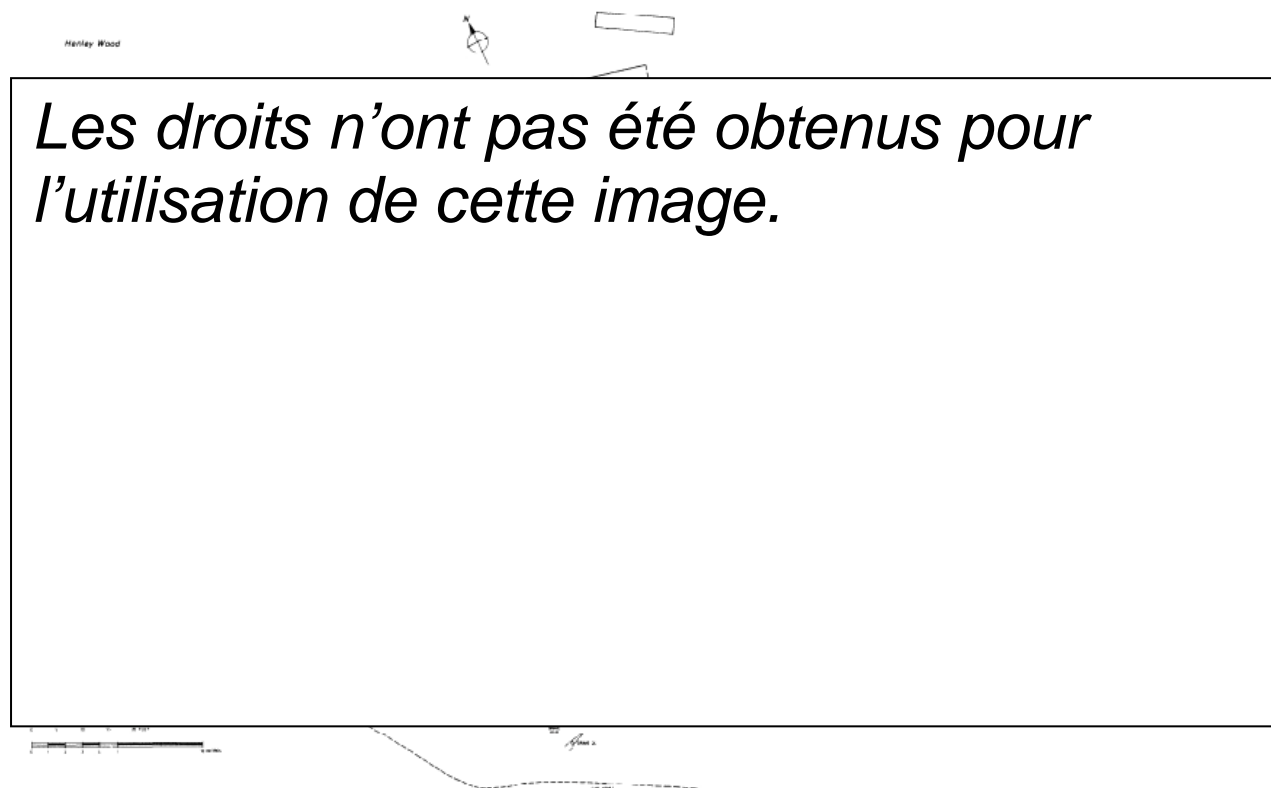 N
Henley Wood
Les droits n’ont pas été obtenus pour
l’utilisation de cette image.